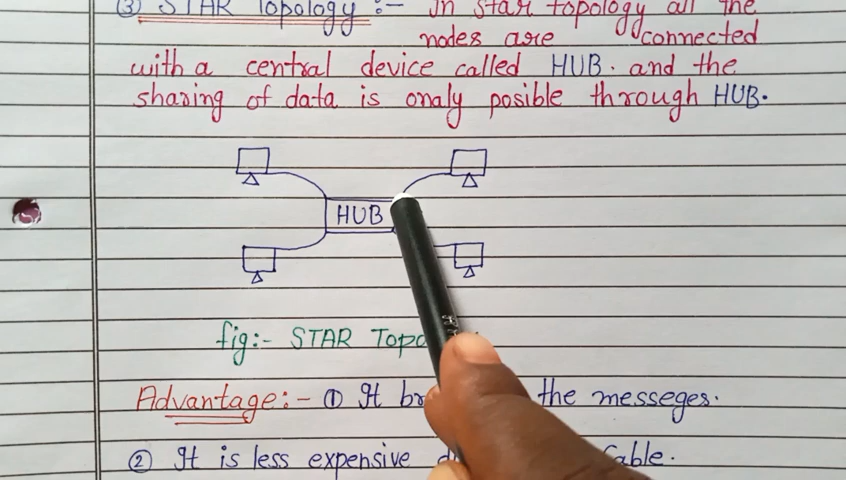 ③ STAR Topology :- In star topology all the
nodes are connected
with a central device called HUB. and the
sharing of data is onaly posible through HUB.
HUB
fig:- STAR
Advantage:- ① It the messeges.
② It is less expensive cable.